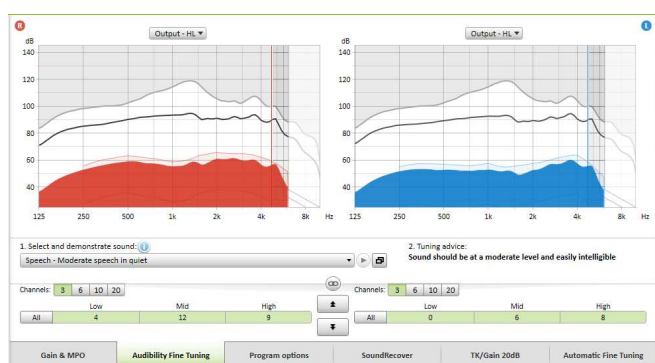 R
Output - HL
Output - HL
L
dB
dB
140
120
100
80
60
40
140
120
100
80
60
40
125 250 500 1k 2k 4k 8k Hz
125 250 500 1k 2k 4k 8k Hz
1. Select and demonstrate sound:
Speech - Moderate speech in quiet
2. Tuning advice:
Sound should be at a moderate level and easily intelligible
Channels: 3 6 10 20
Low Mid High
All 4 12 9
Channels: 3 6 10 20
Low Mid High
All 0 6 8
Gain & MPO Audibility Fine Tuning Program options SoundRecover TK/Gain 20dB Automatic Fine Tuning